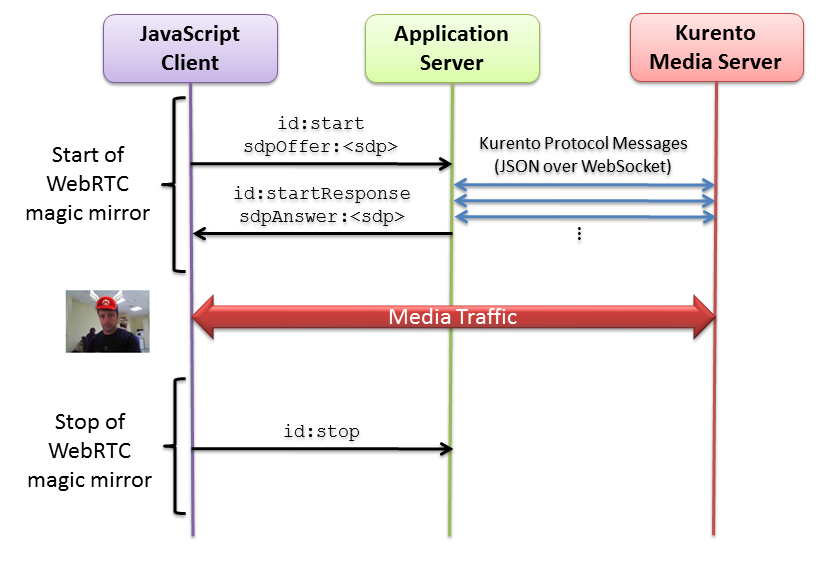 JavaScript
Client
Application
Server
Kurento
Media Server
Start of
WebRTC
magic mirror
id:start
sdpOffer:<sdp>
Kurento Protocol Messages
(JSON over WebSocket)
id:startResponse
sdpAnswer:<sdp>
...
Media Traffic
Stop of
WebRTC
magic mirror
id:stop